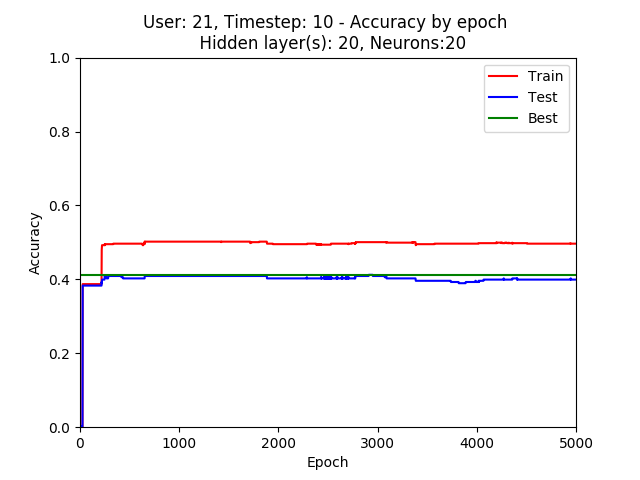 User: 21, Timestep: 10 - Accuracy by epoch
Hidden layer(s): 20, Neurons:20
1.0
0.8
0.6
0.4
0.2
0.0
Accuracy
Train
Test
Best
0
1000
2000
3000
4000
5000
Epoch